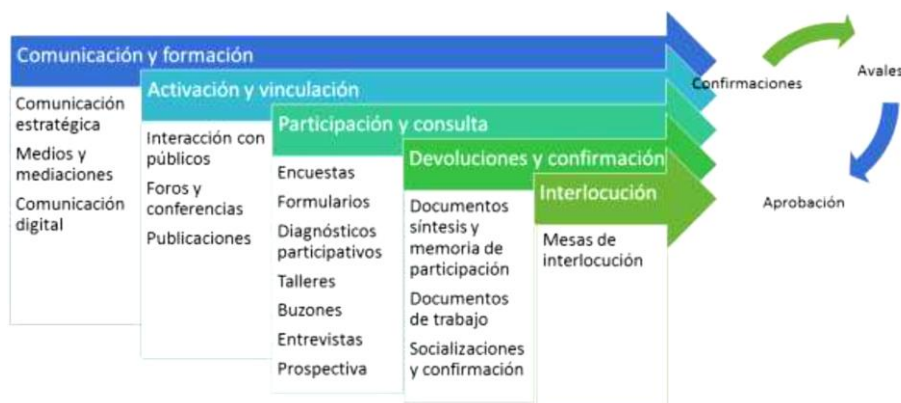 Comunicación y formación
Comunicación
estratégica
Medios y
mediaciones
Comunicación
digital
Activación y vinculación
Interacción con
públicos
Foros y
conferencias
Publicaciones
Participación y consulta
Encuestas
Formularios
Diagnósticos
participativos
Talleres
Buzones
Entrevistas
Prospectiva
Devoluciones y confirmación
Documentos
síntesis y
memoria de
participación
Documentos
de trabajo
Socializaciones
y confirmación
Interlocución
Mesas de
interlocución
Confirmaciones
Avales
Aprobación